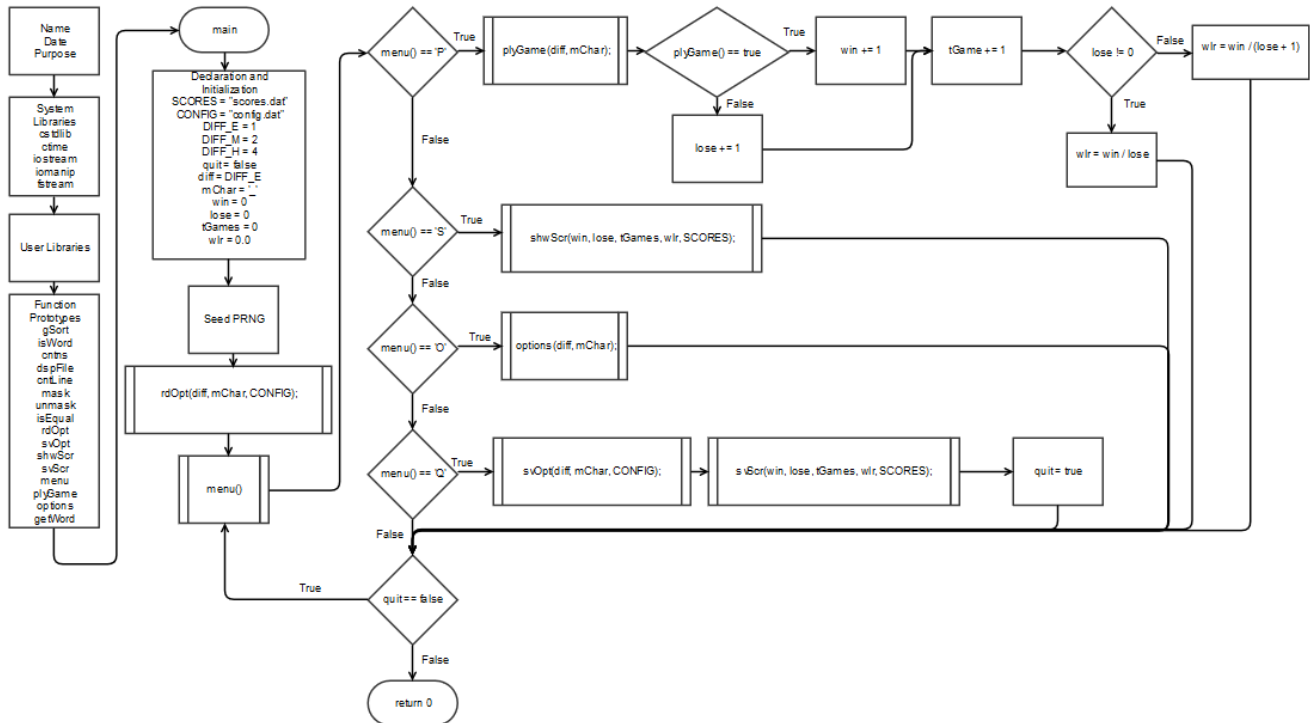 Name
Date
Purpose
System
Libraries
cstdlib
ctime
iostream
iomanip
fstream
User Libraries
Function
Prototypes
gSort
isWord
cntns
dspFile
cntLine
mask
unmask
isEqual
rdOpt
svOpt
shwScr
svScr
menu
plyGame
options
getWord
main
Declaration and
Initialization
SCORES = "scores.dat"
CONFIG = "config.dat"
DIFF_E = 1
DIFF_M = 2
DIFF_H = 4
quit = false
diff = DIFF_E
mChar = '_'
win = 0
lose = 0
tGames = 0
wlr = 0.0
Seed PRNG
rdOpt(diff, mChar, CONFIG);
menu()
menu() == 'P'
True
plyGame(diff, mChar);
plyGame() == true
True
win += 1
tGame += 1
lose != 0
False
wlr = win / (lose + 1)
False
lose += 1
True
wlr = win / lose
False
menu() == 'S'
True
shwScr(win, lose, tGames, wlr, SCORES);
False
menu() == 'O'
True
options(diff, mChar);
False
menu() == 'Q'
True
svOpt(diff, mChar, CONFIG);
svScr(win, lose, tGames, wlr, SCORES);
quit = true
False
quit == false
True
False
return 0